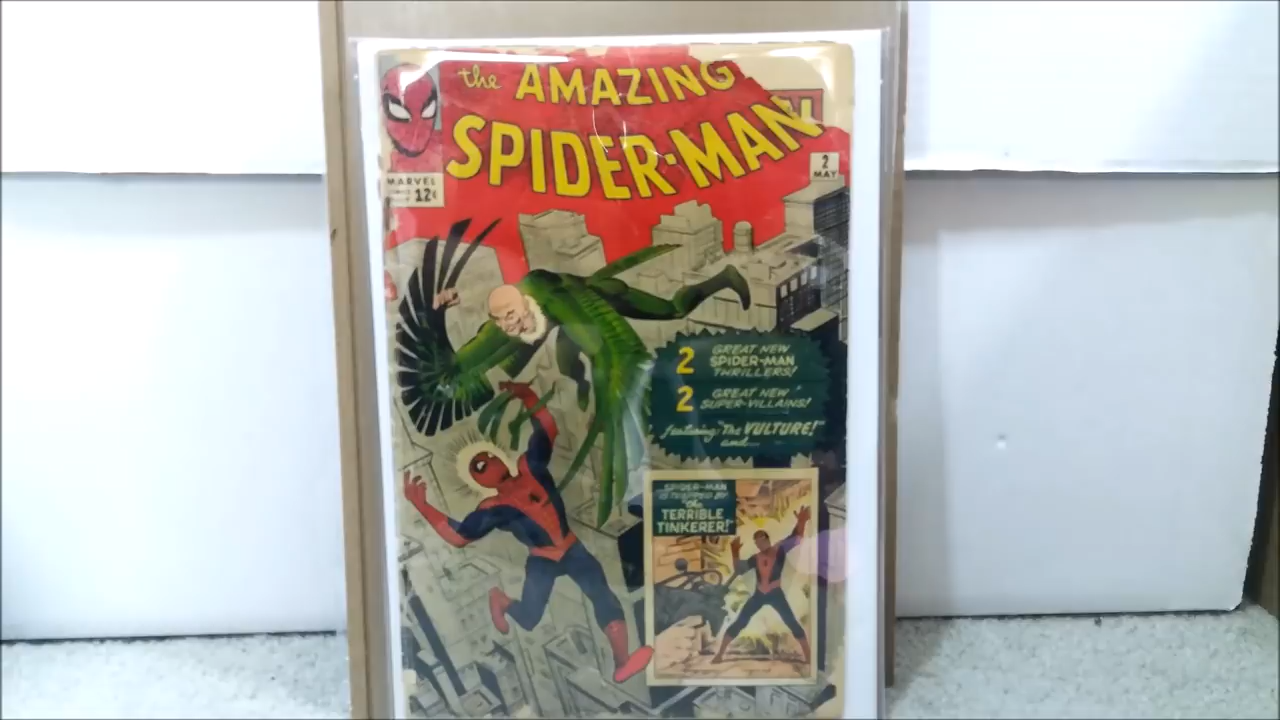 the AMAZING
SPIDER-MAN
2
MAY
MARVEL
12¢
2 GREAT NEW
SPIDER-MAN
THRILLERS!
2 GREAT NEW
SUPER-VILLAINS!
featuring "The VULTURE!"
and...
SPIDER-MAN
IS TRAPPED BY
"The
TERRIBLE
TINKERER!"